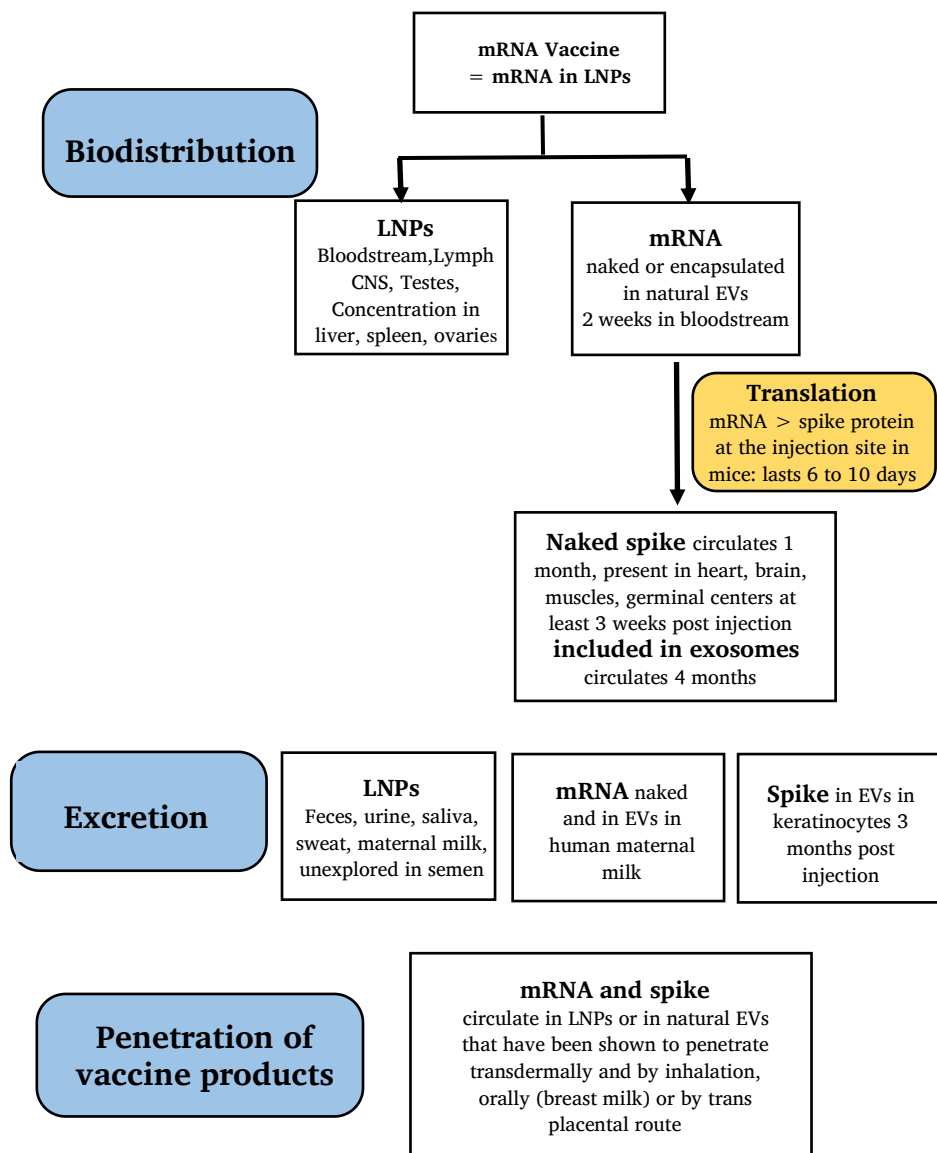 mRNA Vaccine
= mRNA in LNPs
Biodistribution
LNPs
Bloodstream,Lymph
CNS, Testes,
Concentration in
liver, spleen, ovaries
mRNA
naked or encapsulated
in natural EVs
2 weeks in bloodstream
Translation
mRNA > spike protein
at the injection site in
mice: lasts 6 to 10 days
Naked spike circulates 1
month, present in heart, brain,
muscles, germinal centers at
least 3 weeks post injection
included in exosomes
circulates 4 months
Excretion
LNPs
Feces, urine, saliva,
sweat, maternal milk,
unexplored in semen
mRNA naked
and in EVs in
human maternal
milk
Spike in EVs in
keratinocytes 3
months post
injection
Penetration of
vaccine products
mRNA and spike
circulate in LNPs or in natural EVs
that have been shown to penetrate
transdermally and by inhalation,
orally (breast milk) or by trans
placental route